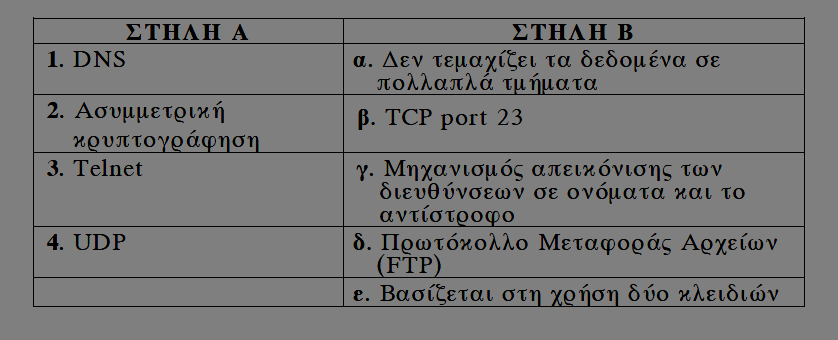 ΣΤΗΛΗ Α ΣΤΗΛΗ Β
1. DNS α. Δεν τεμαχίζει τα δεδομένα σε
πολλαπλά τμήματα
2. Ασυμμετρική
κρυπτογράφηση
β. TCP port 23
3. Telnet γ. Μηχανισμός απεικόνισης των
διευθύνσεων σε ονόματα και το
αντίστροφο
4. UDP δ. Πρωτόκολλο Μεταφοράς Αρχείων
(FTP)
ε. Βασίζεται στη χρήση δύο κλειδιών